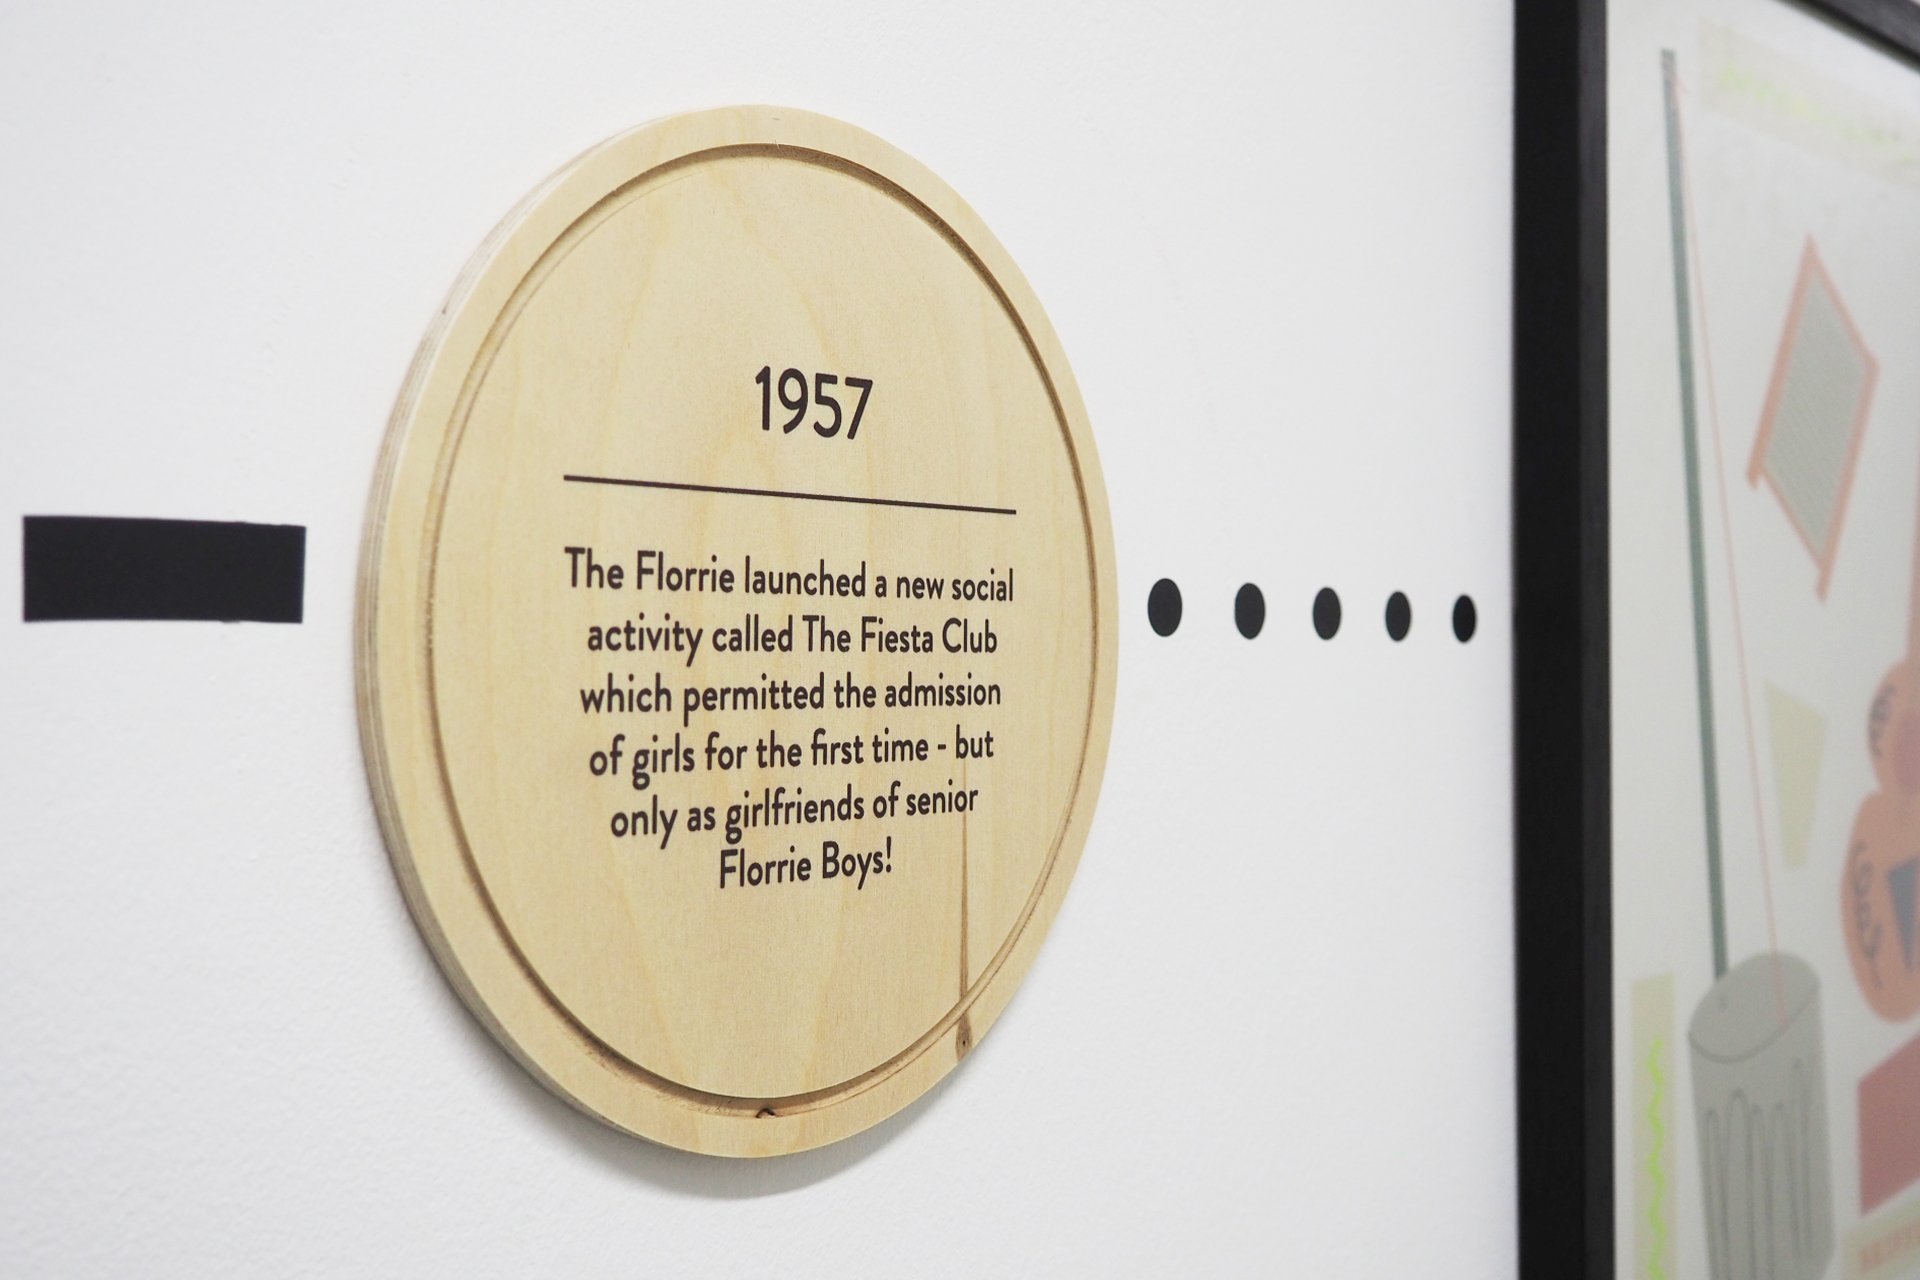 1957
The Florrie launched a new social
activity called The Fiesta Club
which permitted the admission
of girls for the first time - but
only as girlfriends of senior
Florrie Boys!